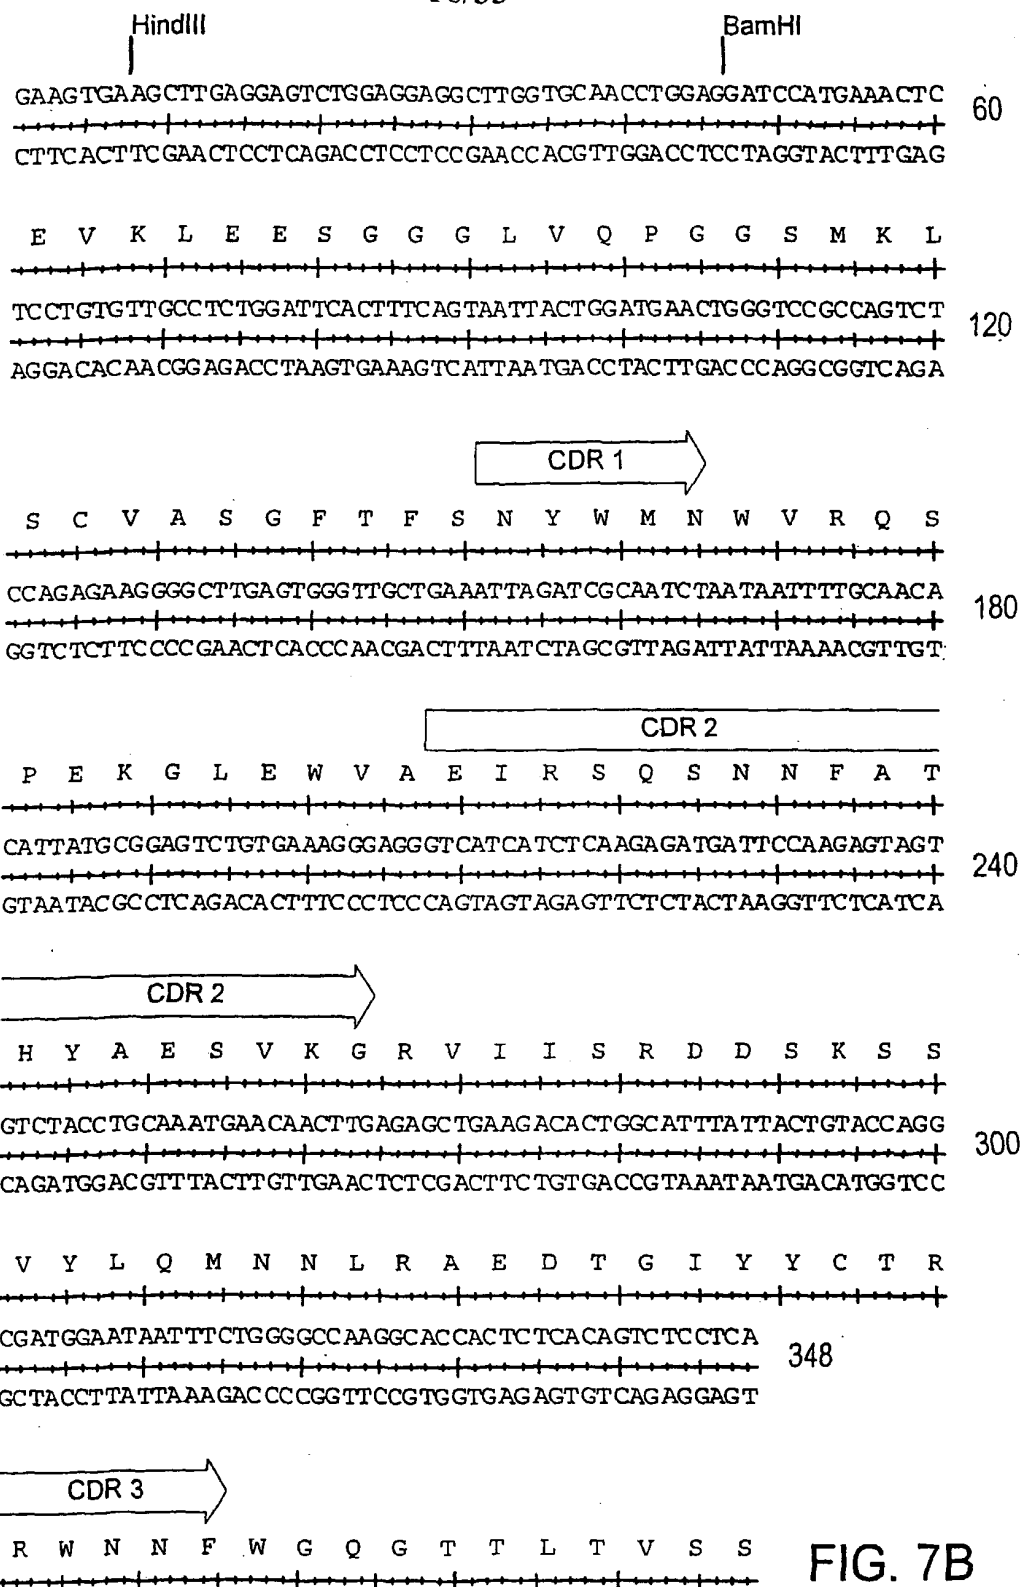 HindIII BamHI
GAAGTGAAGCTTGAGGAGTCTGGAGGAGGCTTGGTGCAACCTGGAGGATCCATGAAACTC
60
CTTCACTTCGAACTCCTCAGACCTCCTCCGAACCACGTTGGACCTCCTAGGTACTTTGAG
E V K L E E S G G G L V Q P G G S M K L
TCCTGTGTTGCCTCTGGATTCACTTTCAGTAATTACTGGATGAACTGGGTCCGCCAGTCT
120
AGGACACAACGGAGACCTAAGTGAAAGTCATTAATGACCTACTTGACCCAGGCGGTCAGA
CDR 1
S C V A S G F T F S N Y W M N W V R Q S
CCAGAGAAGGGGCTTGAGTGGGTTGCTGAAATTAGATCGCAATCTAATAATTTTGCAACA
180
GGTCTCTTCCCCGAACTCACCCAACGACTTTAATCTAGCGTTAGATTATTAAAACGTTGT
CDR 2
P E K G L E W V A E I R S Q S N N F A T
CATTATGCGGAGTCTGTGAAAGGGAGGGTCATCATCTCAAGAGATGATTCCAAGAGTAGT
240
GTAATACGCCTCAGACACTTTCCCTCCCAGTAGTAGAGTTCTCTACTAAGGTTCTCATCA
CDR 2
H Y A E S V K G R V I I S R D D S K S S
GTCTACCTGCAAATGAACAACTTGAGAGCTGAAGACACTGGCATTTATTACTGTACCAGG
300
CAGATGGACGTTTACTTGTTGAACTCTCGACTTCTGTGACCGTAAATAATGACATGGTCC
V Y L Q M N N L R A E D T G I Y Y C T R
CGATGGAATAATTTCTGGGGCCAAGGCACCACTCTCACAGTCTCCTCA
348
GCTACCTTATTAAAGACCCCGGTTCCGTGGTGAGAGTGTCAGAGGAGT
CDR 3
R W N N F W G Q G T T L T V S S
FIG. 7B